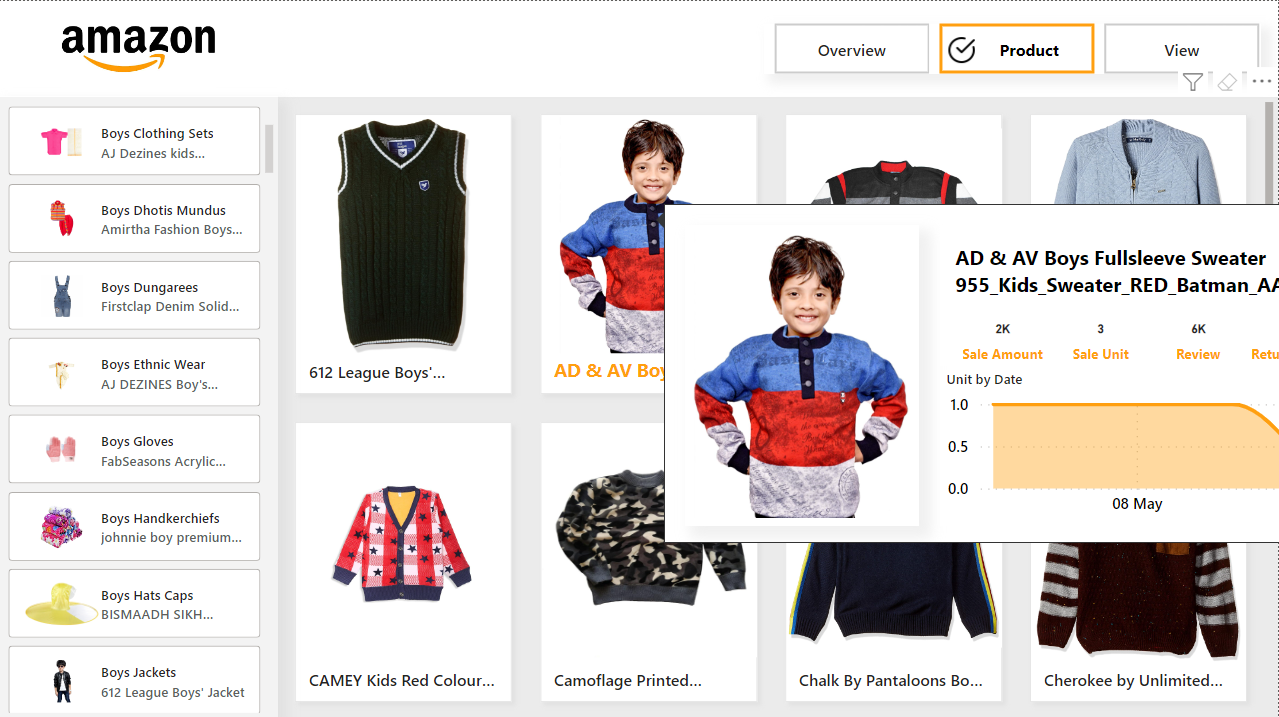 amazon
Overview
Product
View
Boys Clothing Sets
AJ Dezines kids...
Boys Dhotis Mundus
Amirtha Fashion Boys...
Boys Dungarees
Firstclap Denim Solid...
Boys Ethnic Wear
AJ DEZINES Boy's...
Boys Gloves
FabSeasons Acrylic...
Boys Handkerchiefs
johnnie boy premium...
Boys Hats Caps
BISMAADH SIKH...
Boys Jackets
612 League Boys' Jacket
612 League Boys'...
AD & AV Boy
AD & AV Boys Fullsleeve Sweater
955_Kids_Sweater_RED_Batman_AA
2K
3
6K
Sale Amount
Sale Unit
Review
Retu
Unit by Date
1.0
0.5
0.0
08 May
CAMEY Kids Red Colour...
Camoflage Printed...
Chalk By Pantaloons Bo...
Cherokee by Unlimited...